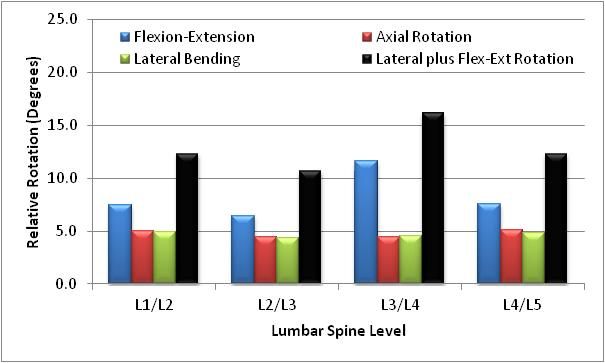 25.0
Flexion-Extension
Axial Rotation
Lateral Bending
Lateral plus Flex-Ext Rotation
20.0
15.0
10.0
5.0
0.0
Relative Rotation (Degrees)
L1/L2
L2/L3
L3/L4
L4/L5
Lumbar Spine Level